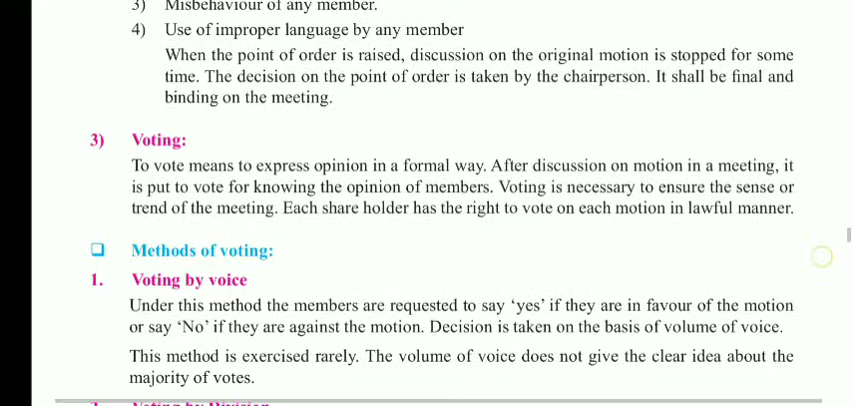 3) Misbehaviour of any member.
4) Use of improper language by any member
When the point of order is raised, discussion on the original motion is stopped for some
time. The decision on the point of order is taken by the chairperson. It shall be final and
binding on the meeting.
3) Voting:
To vote means to express opinion in a formal way. After discussion on motion in a meeting, it
is put to vote for knowing the opinion of members. Voting is necessary to ensure the sense or
trend of the meeting. Each share holder has the right to vote on each motion in lawful manner.
❑ Methods of voting:
1. Voting by voice
Under this method the members are requested to say ‘yes’ if they are in favour of the motion
or say ‘No’ if they are against the motion. Decision is taken on the basis of volume of voice.
This method is exercised rarely. The volume of voice does not give the clear idea about the
majority of votes.
2. Voting by Division